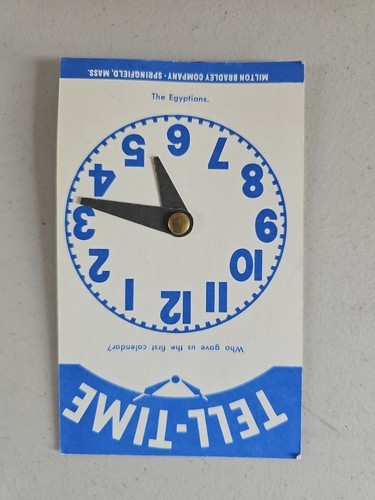 TELL-TIME
Who gave us the first calendar?
11 12 1
10 2
9 3
8 4
7 6 5
The Egyptians.
MILTON BRADLEY COMPANY · SPRINGFIELD, MASS.